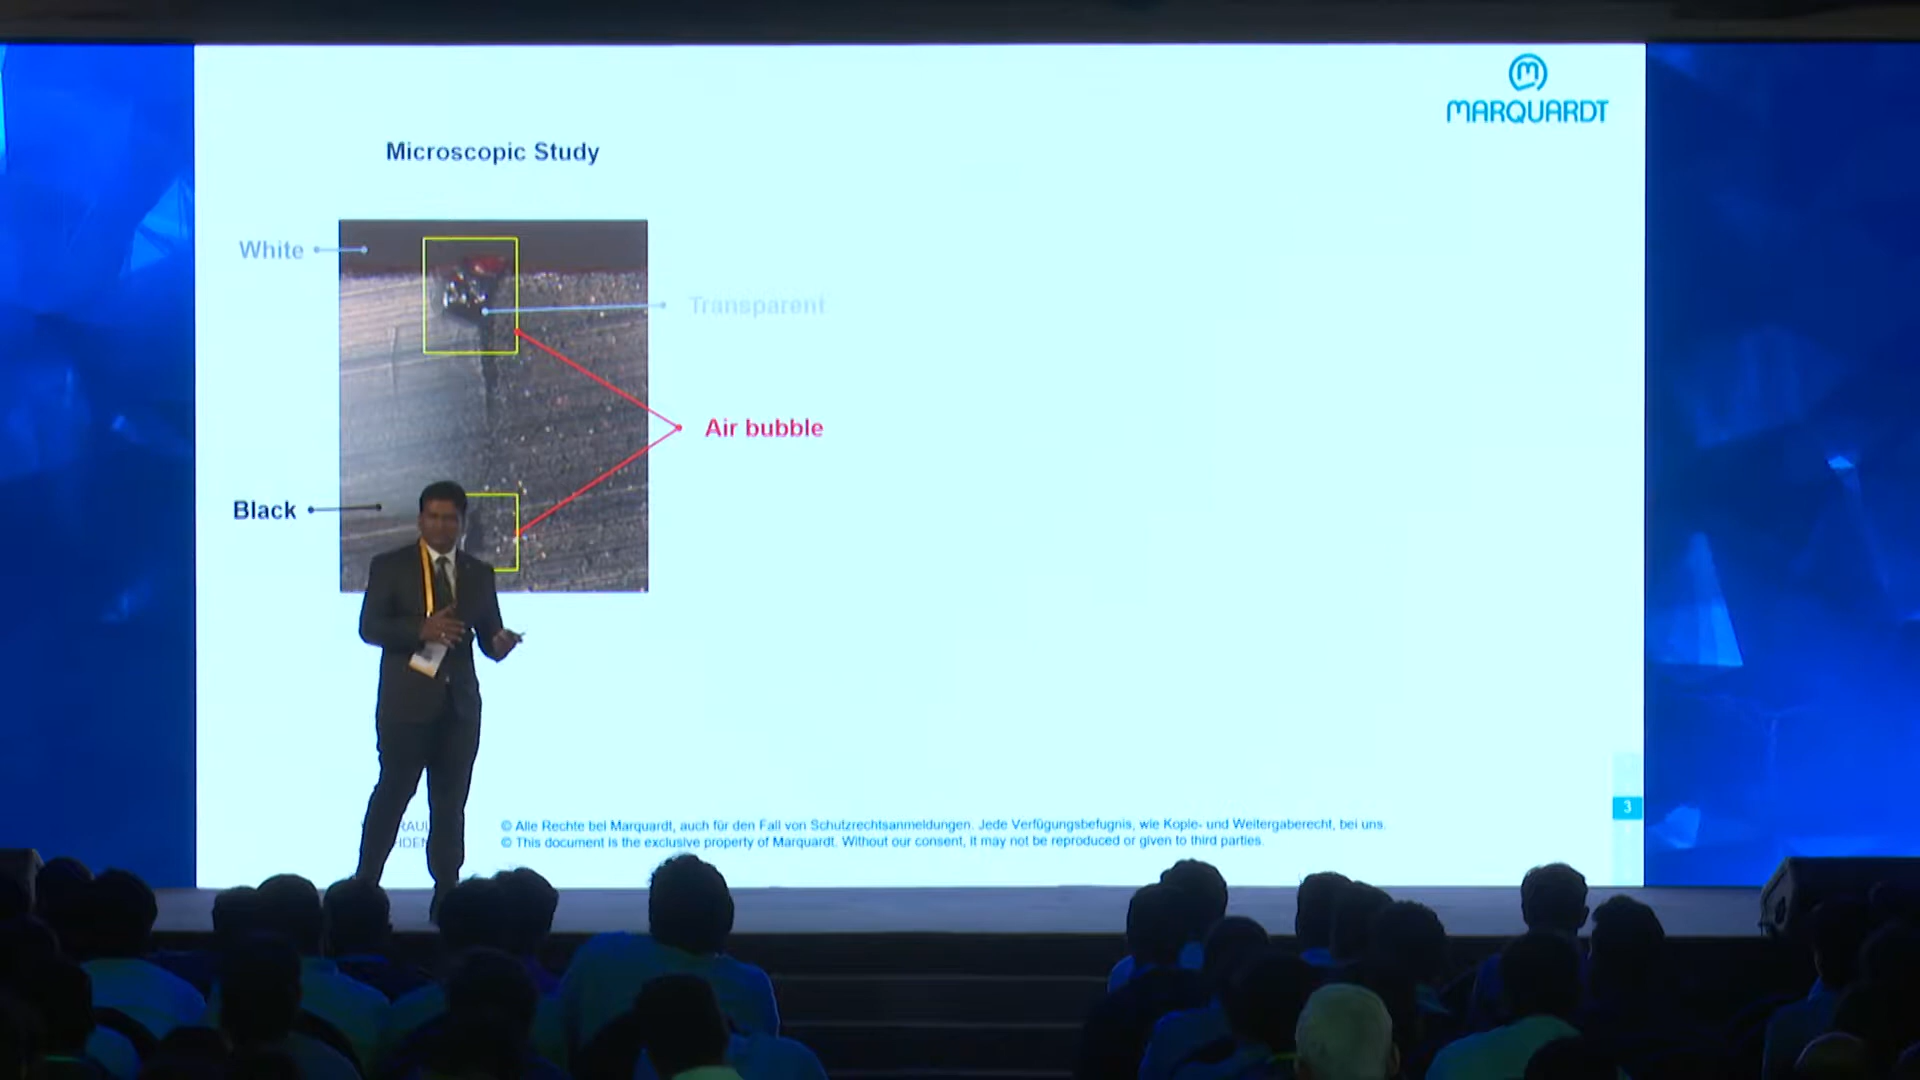 MARQUARDT
Microscopic Study
White
Transparent
Air bubble
Black
© Alle Rechte bei Marquardt, auch für den Fall von Schutzrechtsanmeldungen. Jede Verfügungsbefugnis, wie Kopie- und Weitergaberecht, bei uns.
© This document is the exclusive property of Marquardt. Without our consent, it may not be reproduced or given to third parties.
3